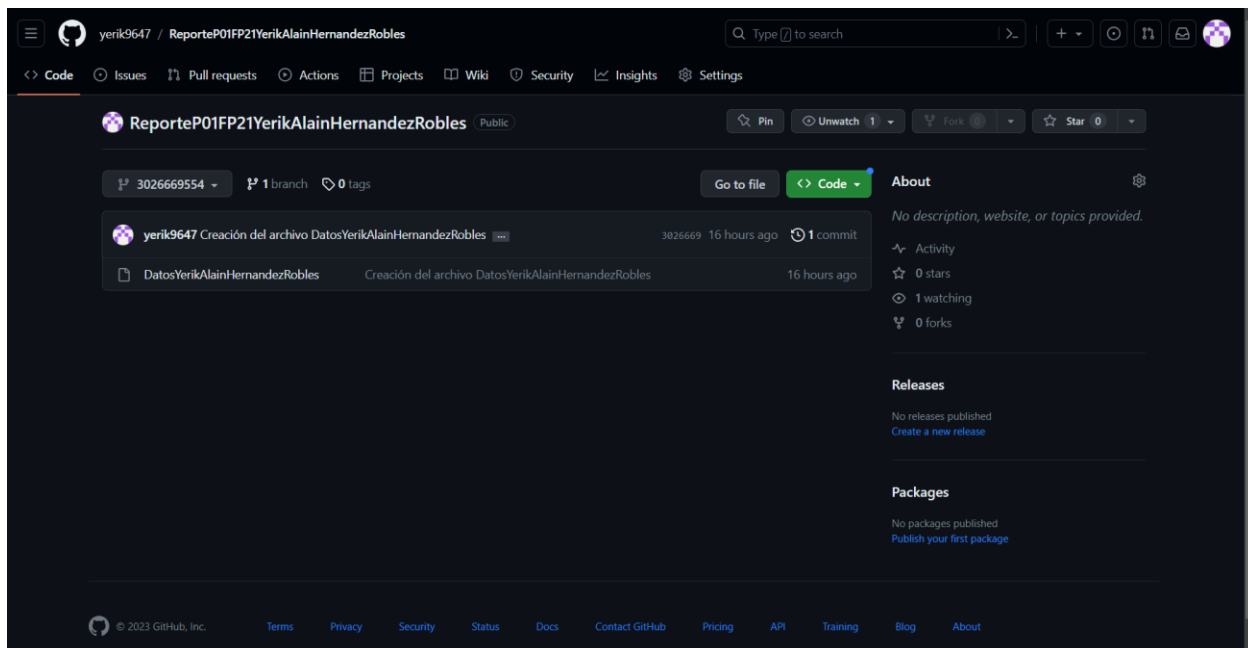 yerik9647 / ReporteP01FP21YerikAlainHernandezRobles Type / to search
Code Issues Pull requests Actions Projects Wiki Security Insights Settings
ReporteP01FP21YerikAlainHernandezRobles Public Pin Unwatch 1 Fork 0 Star 0
3026669554 1 branch 0 tags Go to file Code
yerik9647 Creación del archivo DatosYerikAlainHernandezRobles ... 3026669 16 hours ago 1 commit
DatosYerikAlainHernandezRobles Creación del archivo DatosYerikAlainHernandezRobles 16 hours ago
About
No description, website, or topics provided.
Activity
0 stars
1 watching
0 forks
Releases
No releases published
Create a new release
Packages
No packages published
Publish your first package
© 2023 GitHub, Inc. Terms Privacy Security Status Docs Contact GitHub Pricing API Training Blog About